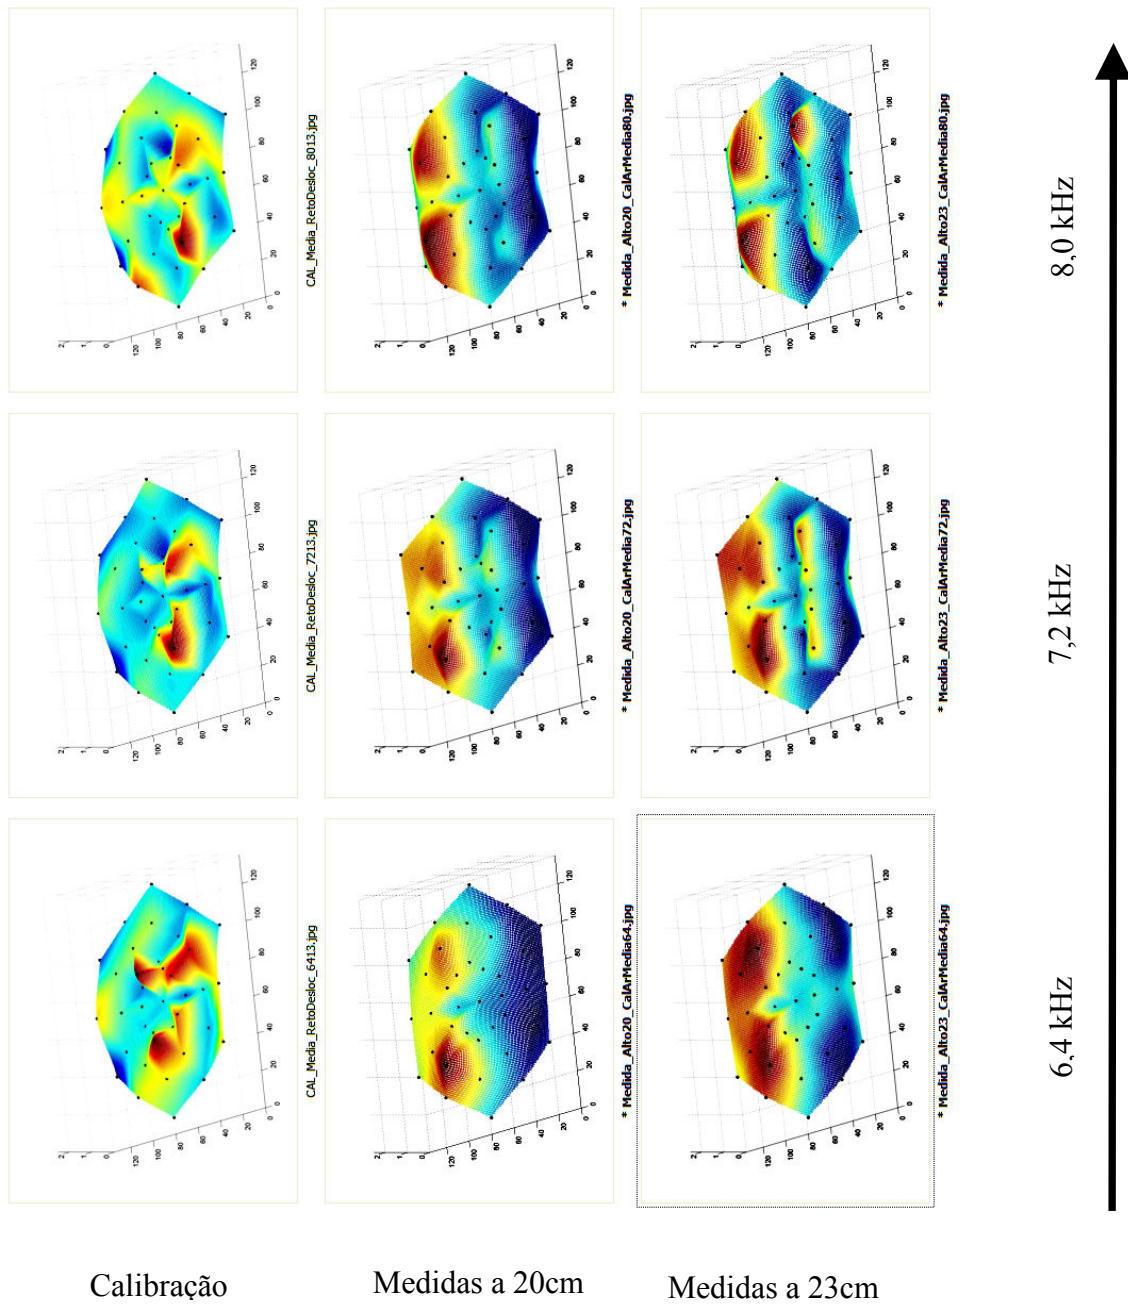 CAL_Media_RetoDesloc_8013.jpg
* Medida_Alto20_CalArMedia80.jpg
* Medida_Alto23_CalArMedia80.jpg
8,0 kHz
CAL_Media_RetoDesloc_7213.jpg
* Medida_Alto20_CalArMedia72.jpg
* Medida_Alto23_CalArMedia72.jpg
7,2 kHz
CAL_Media_RetoDesloc_6413.jpg
* Medida_Alto20_CalArMedia64.jpg
* Medida_Alto23_CalArMedia64.jpg
6,4 kHz
Calibração
Medidas a 20cm
Medidas a 23cm